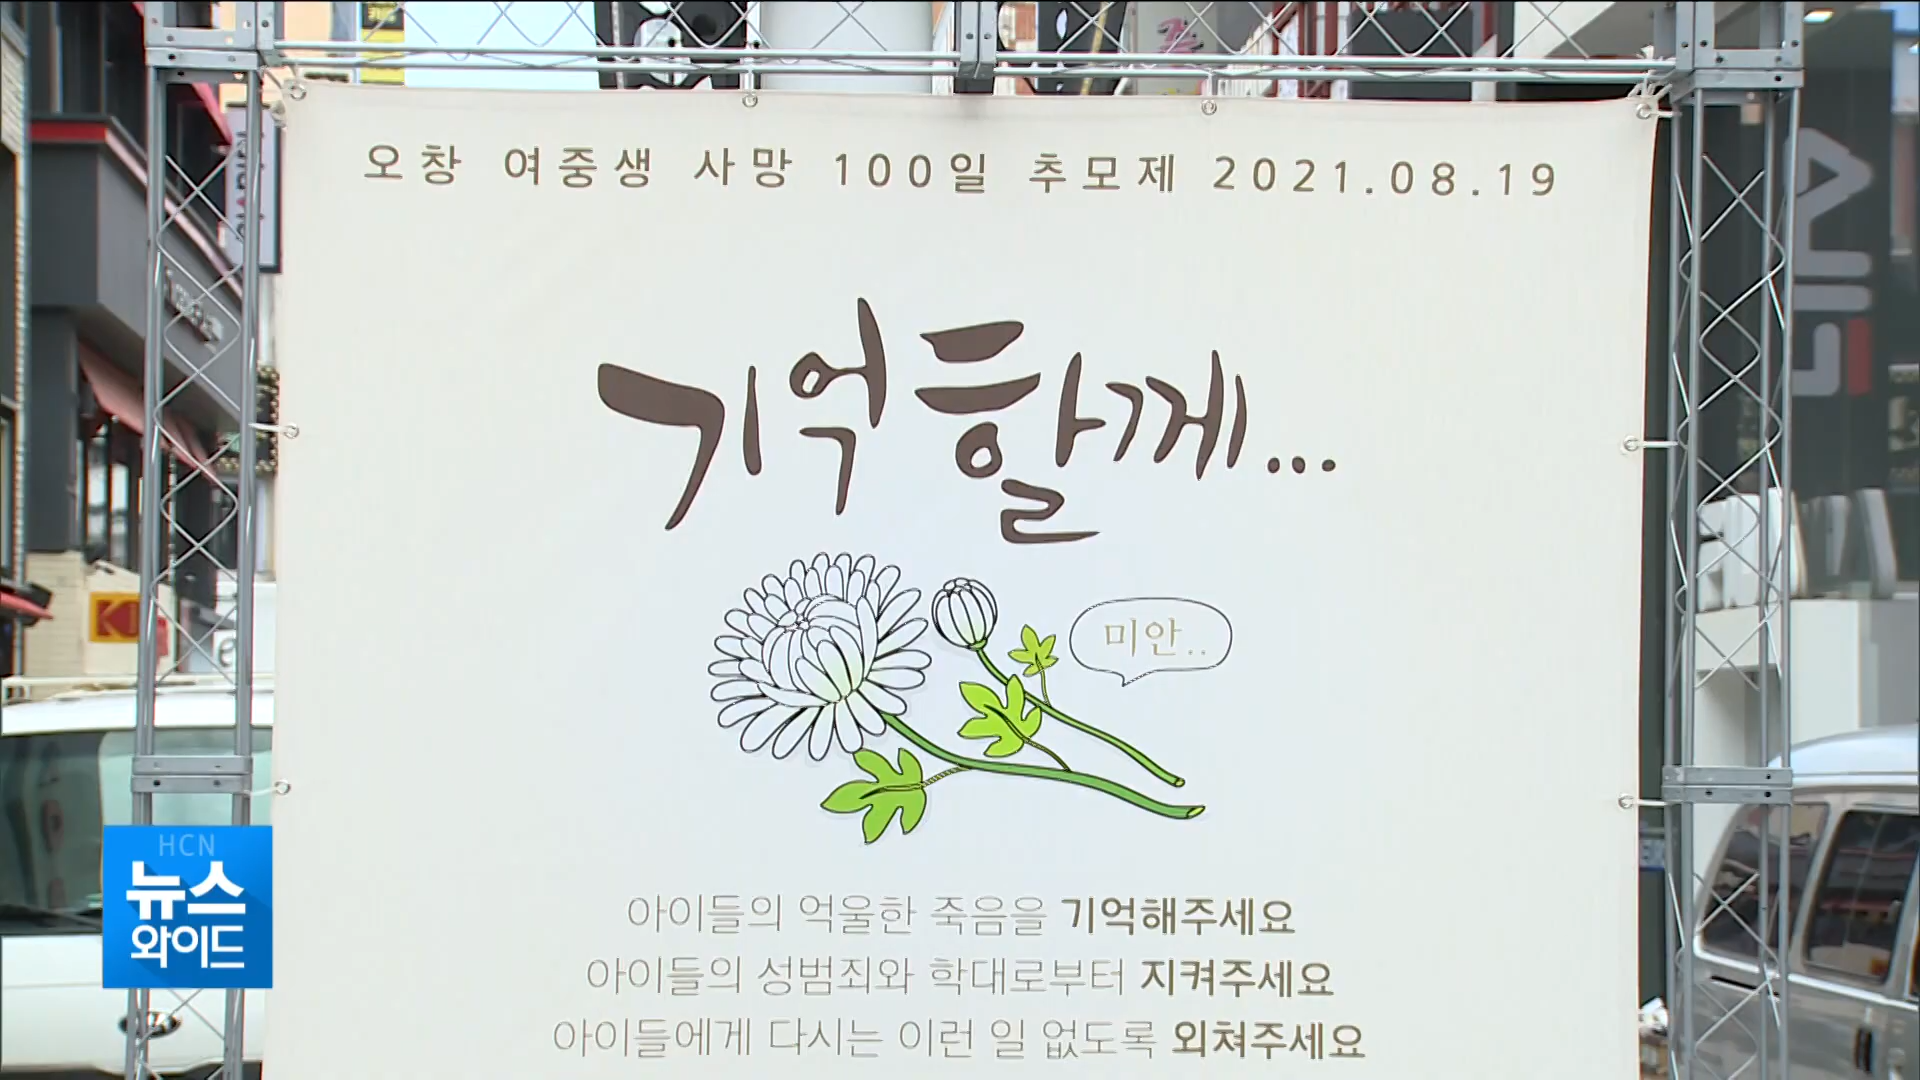 오창 여중생 사망 100일 추모제 2021.08.19
기억할께...
미안..
아이들의 억울한 죽음을 기억해주세요
아이들의 성범죄와 학대로부터 지켜주세요
아이들에게 다시는 이런 일 없도록 외쳐주세요
HCN
뉴스
와이드
FILA